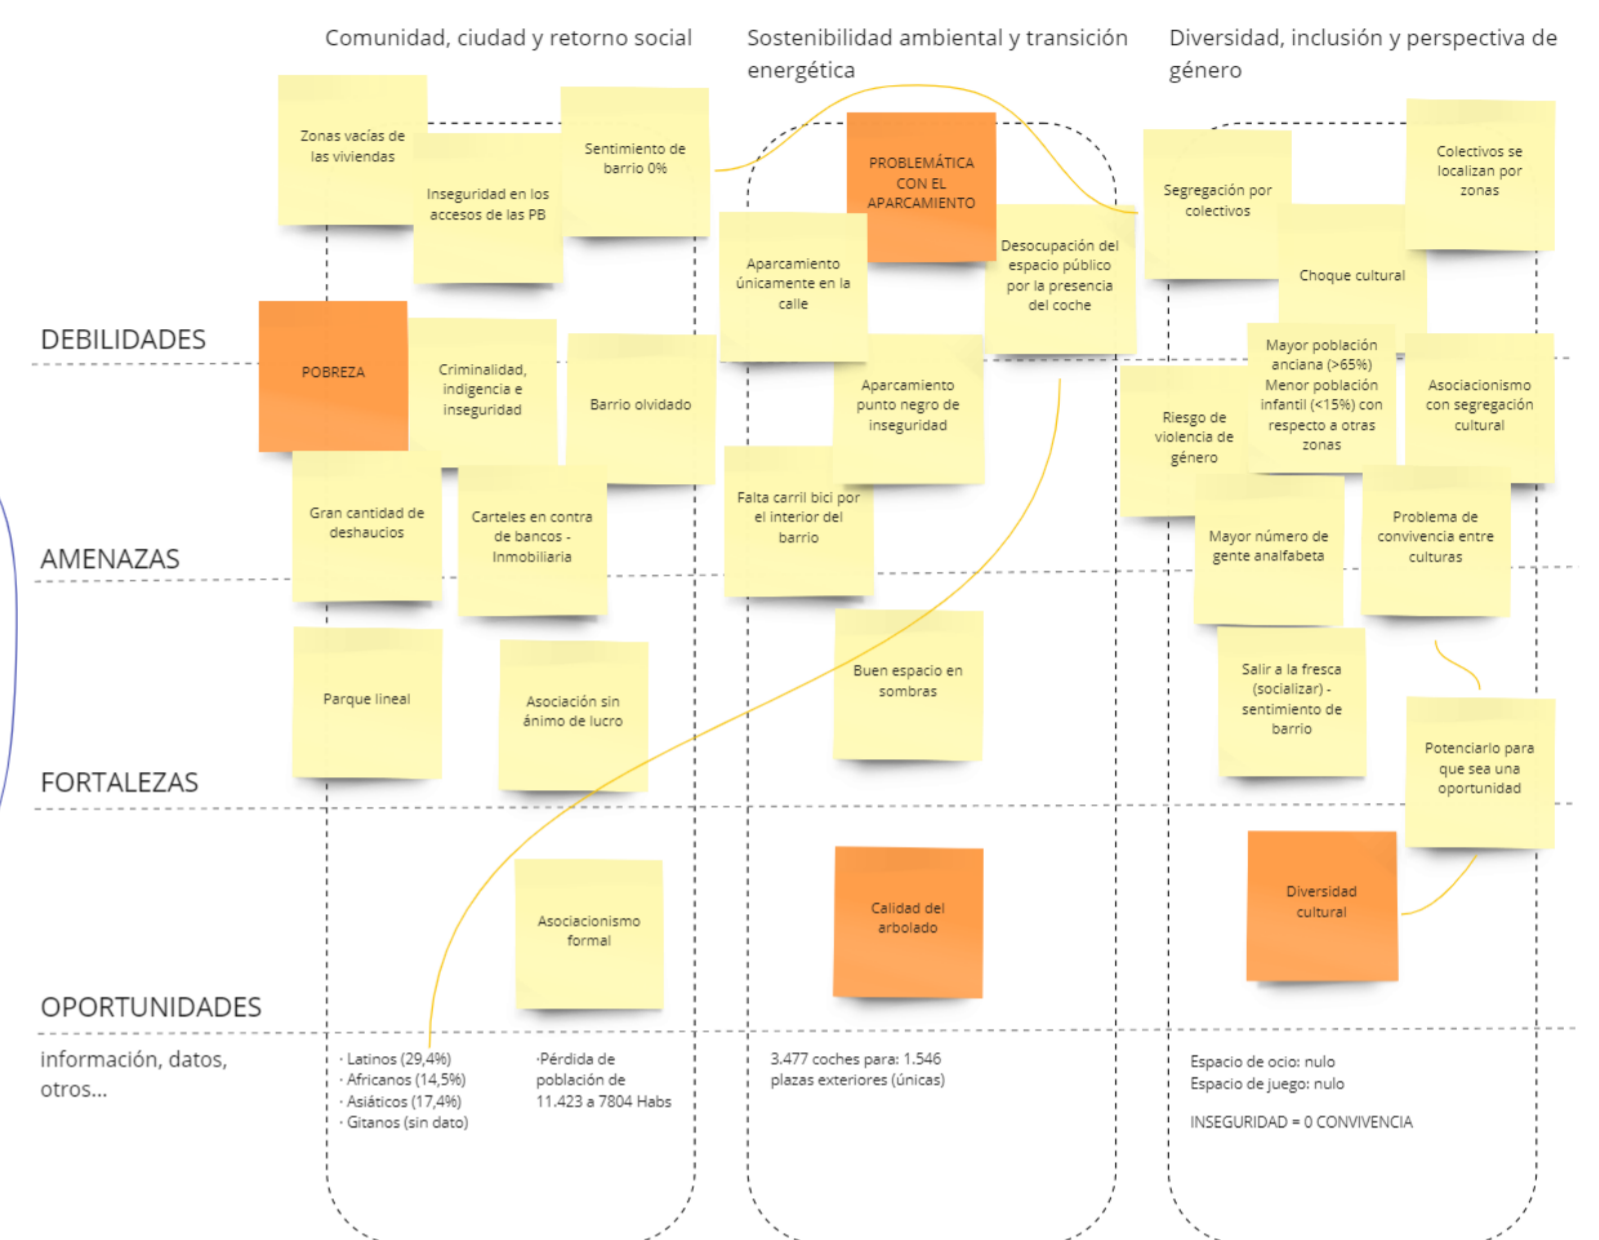 Comunidad, ciudad y retorno social
Sostenibilidad ambiental y transición
energética
Diversidad, inclusión y perspectiva de
género
Zonas vacías de
las viviendas
Inseguridad en los
accesos de las PB
Sentimiento de
barrio 0%
PROBLEMÁTICA
CON EL
APARCAMIENTO
Aparcamiento
únicamente en la
calle
Desocupación del
espacio público
por la presencia
del coche
Segregación por
colectivos
Colectivos se
localizan por
zonas
Choque cultural
DEBILIDADES
POBREZA
Criminalidad,
indigencia e
inseguridad
Barrio olvidado
Aparcamiento
punto negro de
inseguridad
Riesgo de
violencia de
género
Mayor población
anciana (>65%)
Menor población
infantil (<15%) con
respecto a otras
zonas
Asociacionismo
con segregación
cultural
AMENAZAS
Gran cantidad de
deshaucios
Carteles en contra
de bancos -
Inmobiliaria
Falta carril bici por
el interior del
barrio
Mayor número de
gente analfabeta
Problema de
convivencia entre
culturas
FORTALEZAS
Parque lineal
Asociación sin
ánimo de lucro
Buen espacio en
sombras
Salir a la fresca
(socializar) -
sentimiento de
barrio
Potenciarlo para
que sea una
oportunidad
OPORTUNIDADES
Asociacionismo
formal
Calidad del
arbolado
Diversidad
cultural
información, datos,
otros...
· Latinos (29,4%)
· Africanos (14,5%)
· Asiáticos (17,4%)
· Gitanos (sin dato)
·Pérdida de
población de
11.423 a 7804 Habs
3.477 coches para: 1.546
plazas exteriores (únicas)
Espacio de ocio: nulo
Espacio de juego: nulo
INSEGURIDAD = 0 CONVIVENCIA